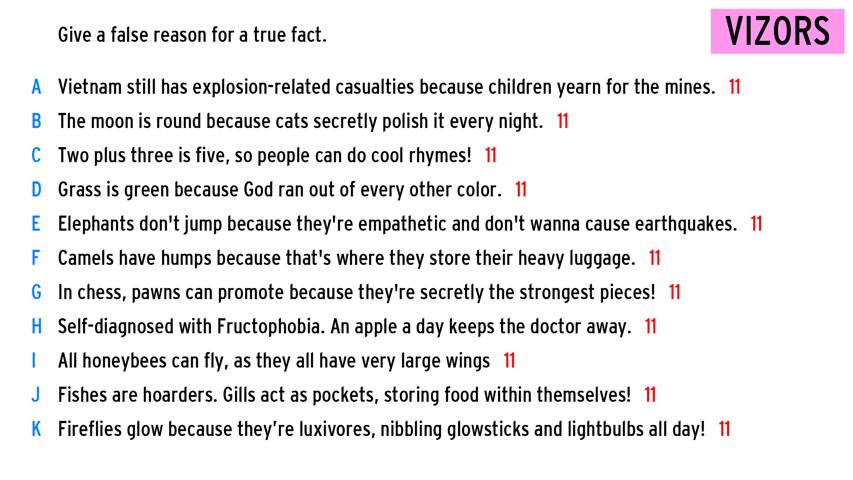 Give a false reason for a true fact.
VIZORS
A Vietnam still has explosion-related casualties because children yearn for the mines. 11
B The moon is round because cats secretly polish it every night. 11
C Two plus three is five, so people can do cool rhymes! 11
D Grass is green because God ran out of every other color. 11
E Elephants don't jump because they're empathetic and don't wanna cause earthquakes. 11
F Camels have humps because that's where they store their heavy luggage. 11
G In chess, pawns can promote because they're secretly the strongest pieces! 11
H Self-diagnosed with Fructophobia. An apple a day keeps the doctor away. 11
I All honeybees can fly, as they all have very large wings 11
J Fishes are hoarders. Gills act as pockets, storing food within themselves! 11
K Fireflies glow because they’re luxivores, nibbling glowsticks and lightbulbs all day! 11